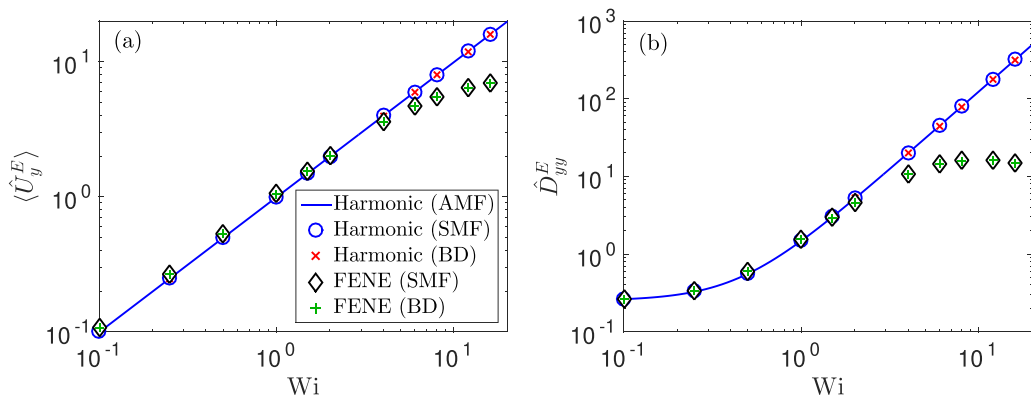 (a)
10^1
10^0
10^{-1}
⟨Û_y^E⟩
10^{-1}
10^0
10^1
Wi
Harmonic (AMF)
Harmonic (SMF)
Harmonic (BD)
FENE (SMF)
FENE (BD)
(b)
10^3
10^2
10^1
10^0
10^{-1}
D̂_{yy}^E
10^{-1}
10^0
10^1
Wi